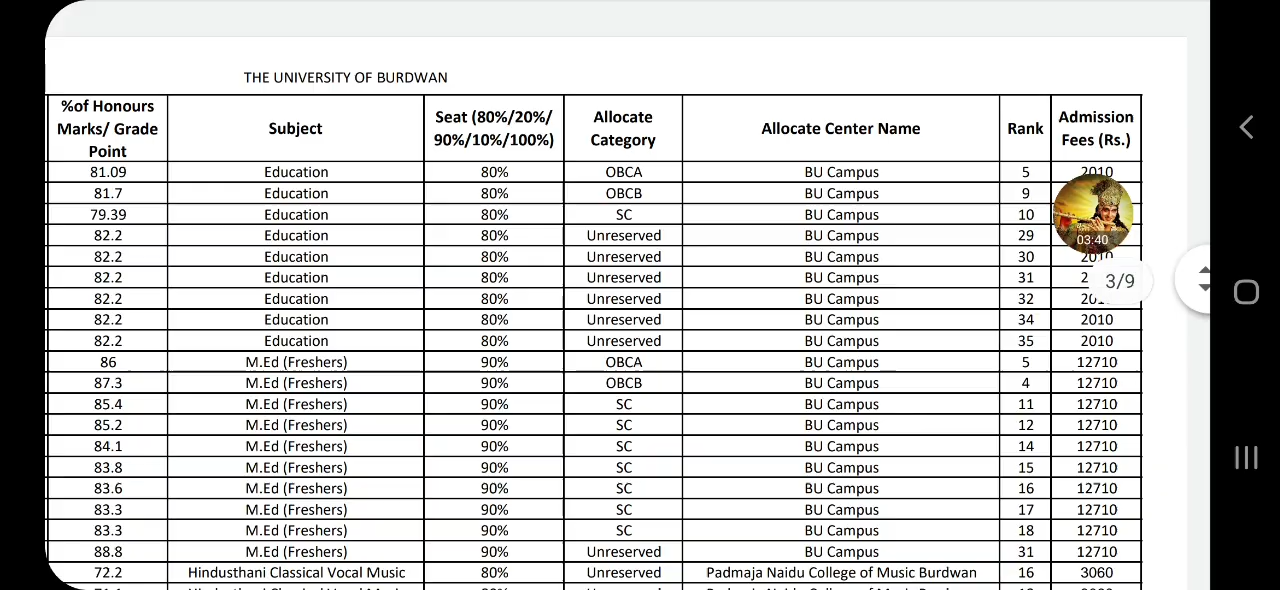 THE UNIVERSITY OF BURDWAN
%of Honours Marks/ Grade Point Subject Seat (80%/20%/ 90%/10%/100%) Allocate Category Allocate Center Name Rank Admission Fees (Rs.)
81.09 Education 80% OBCA BU Campus 5 2010
81.7 Education 80% OBCB BU Campus 9
79.39 Education 80% SC BU Campus 10
82.2 Education 80% Unreserved BU Campus 29
03:40
82.2 Education 80% Unreserved BU Campus 30 2010
82.2 Education 80% Unreserved BU Campus 31
3/9
82.2 Education 80% Unreserved BU Campus 32
82.2 Education 80% Unreserved BU Campus 34 2010
82.2 Education 80% Unreserved BU Campus 35 2010
86 M.Ed (Freshers) 90% OBCA BU Campus 5 12710
87.3 M.Ed (Freshers) 90% OBCB BU Campus 4 12710
85.4 M.Ed (Freshers) 90% SC BU Campus 11 12710
85.2 M.Ed (Freshers) 90% SC BU Campus 12 12710
84.1 M.Ed (Freshers) 90% SC BU Campus 14 12710
83.8 M.Ed (Freshers) 90% SC BU Campus 15 12710
83.6 M.Ed (Freshers) 90% SC BU Campus 16 12710
83.3 M.Ed (Freshers) 90% SC BU Campus 17 12710
83.3 M.Ed (Freshers) 90% SC BU Campus 18 12710
88.8 M.Ed (Freshers) 90% Unreserved BU Campus 31 12710
72.2 Hindusthani Classical Vocal Music 80% Unreserved Padmaja Naidu College of Music Burdwan 16 3060